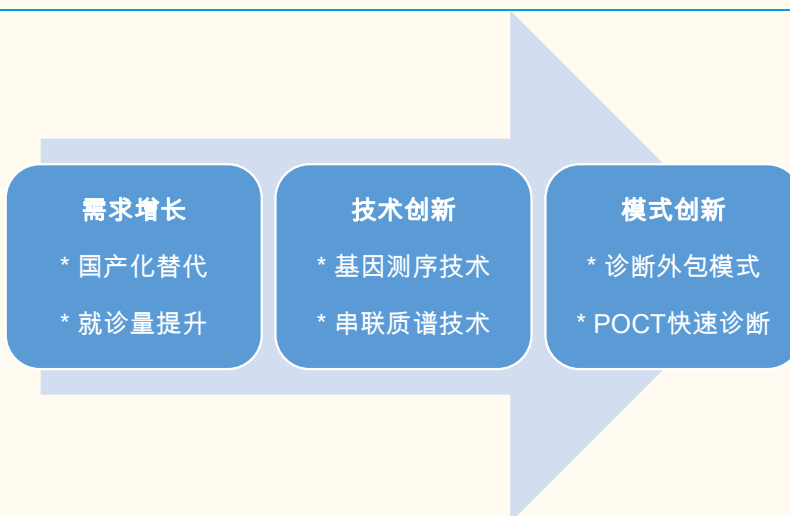 需求增长
* 国产化替代
* 就诊量提升
技术创新
* 基因测序技术
* 串联质谱技术
模式创新
* 诊断外包模式
* POCT快速诊断